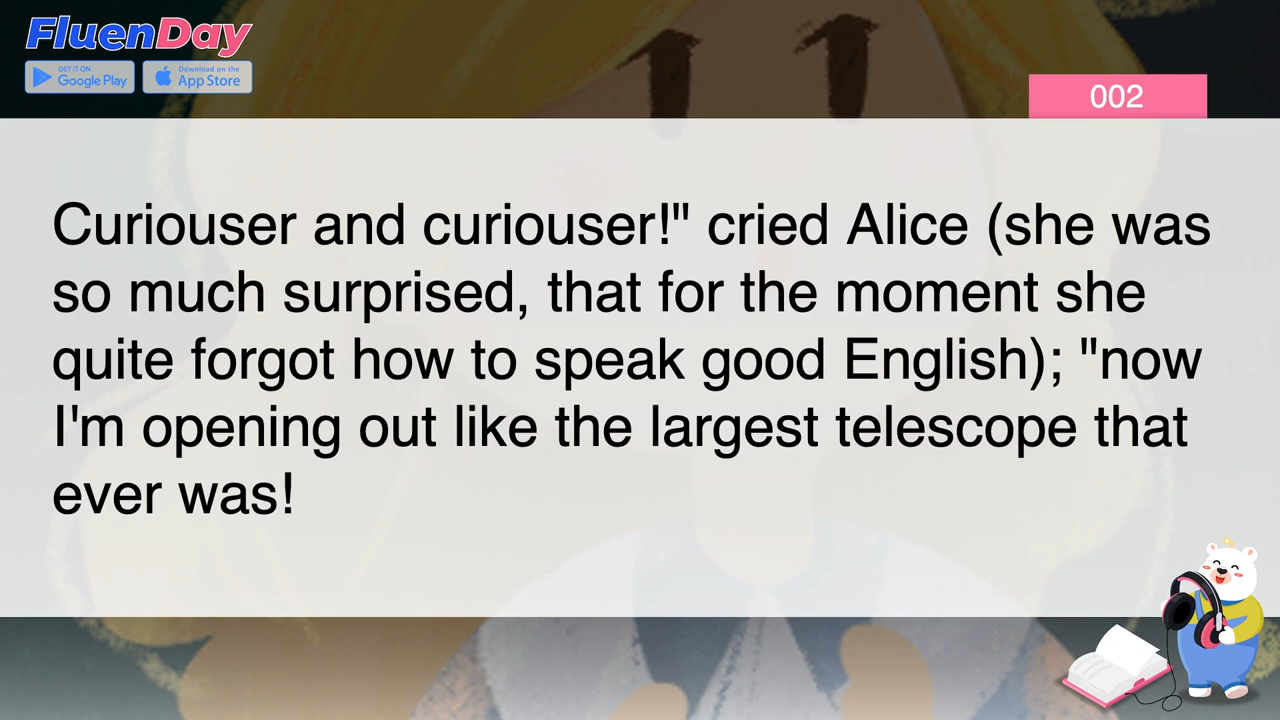 FluenDay
GET IT ON
Google Play
Download on the
App Store
002
Curiouser and curiouser!" cried Alice (she was
so much surprised, that for the moment she
quite forgot how to speak good English); "now
I'm opening out like the largest telescope that
ever was!